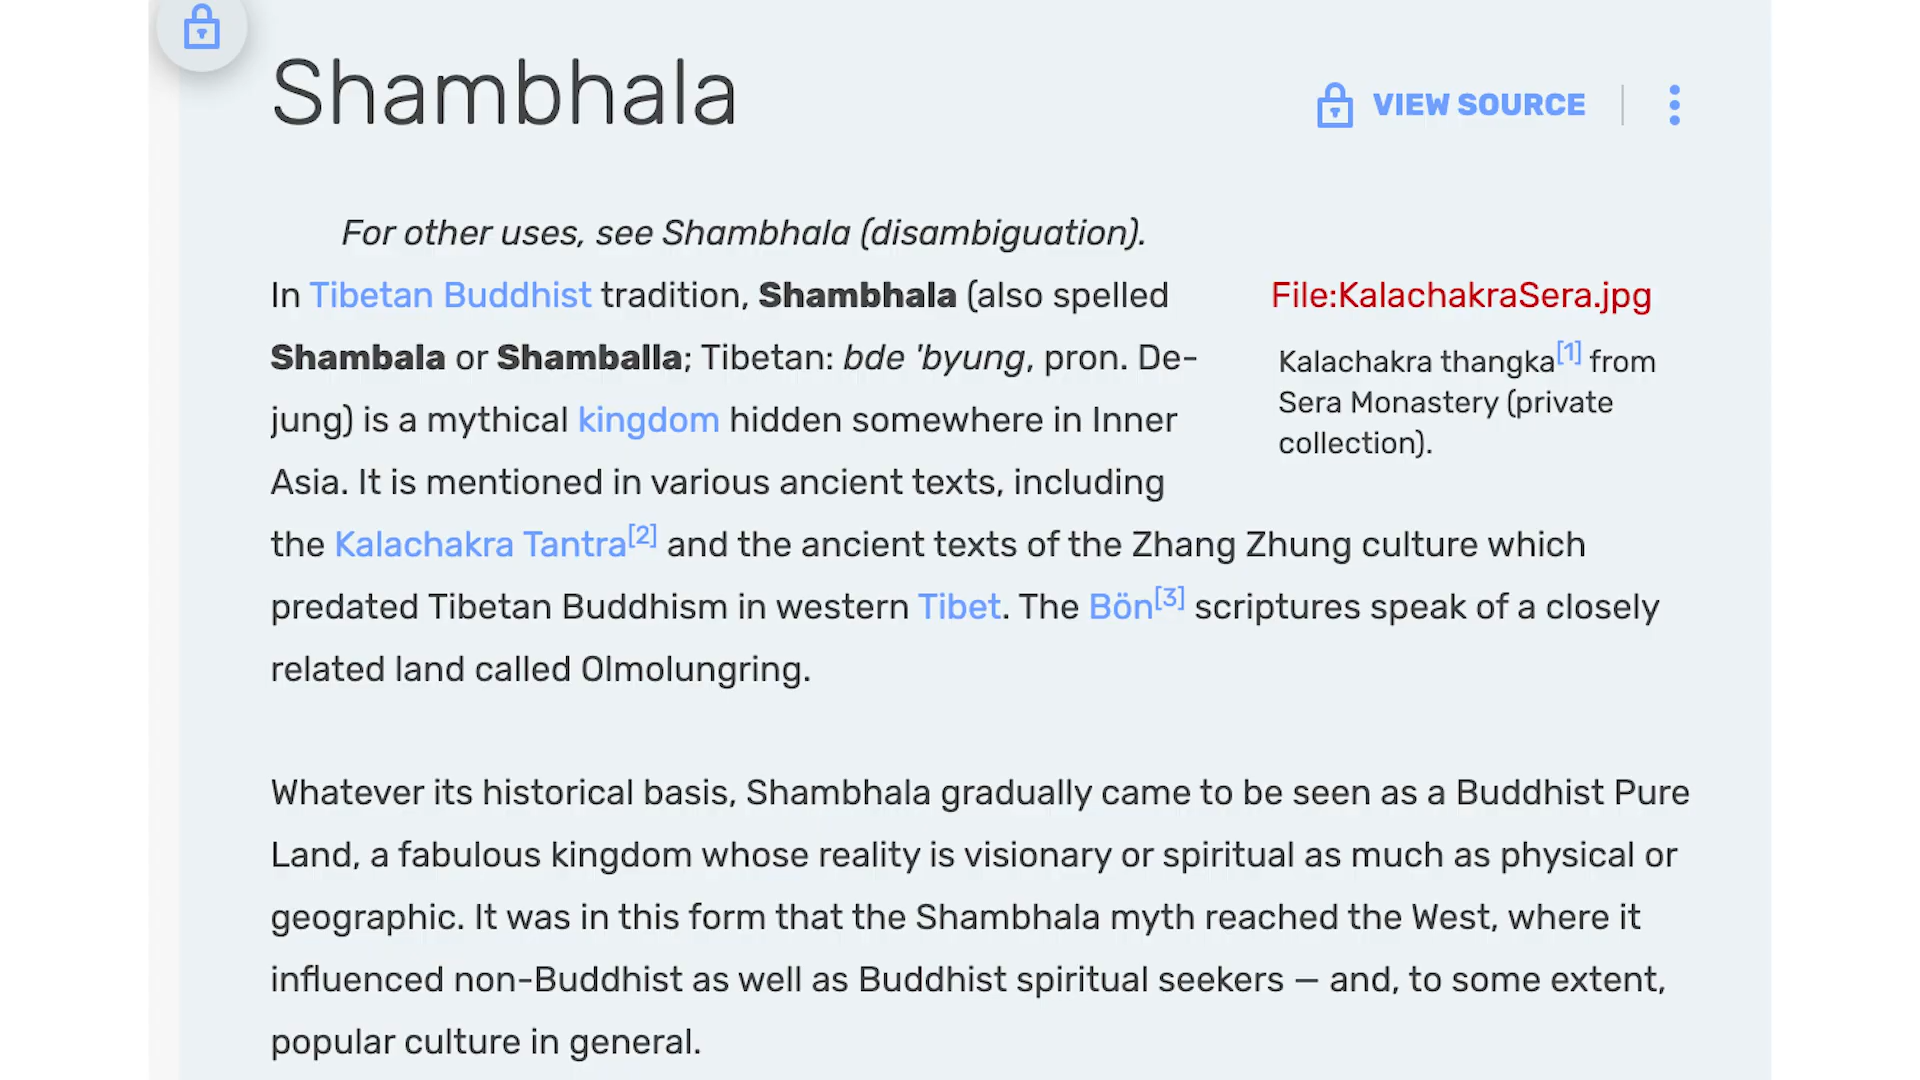 Shambhala
VIEW SOURCE
For other uses, see Shambhala (disambiguation).
In Tibetan Buddhist tradition, Shambhala (also spelled
Shambala or Shamballa; Tibetan: bde 'byung, pron. De-
jung) is a mythical kingdom hidden somewhere in Inner
Asia. It is mentioned in various ancient texts, including
the Kalachakra Tantra[2] and the ancient texts of the Zhang Zhung culture which
predated Tibetan Buddhism in western Tibet. The Bön[3] scriptures speak of a closely
related land called Olmolungring.
File:KalachakraSera.jpg
Kalachakra thangka[1] from
Sera Monastery (private
collection).
Whatever its historical basis, Shambhala gradually came to be seen as a Buddhist Pure
Land, a fabulous kingdom whose reality is visionary or spiritual as much as physical or
geographic. It was in this form that the Shambhala myth reached the West, where it
influenced non-Buddhist as well as Buddhist spiritual seekers — and, to some extent,
popular culture in general.